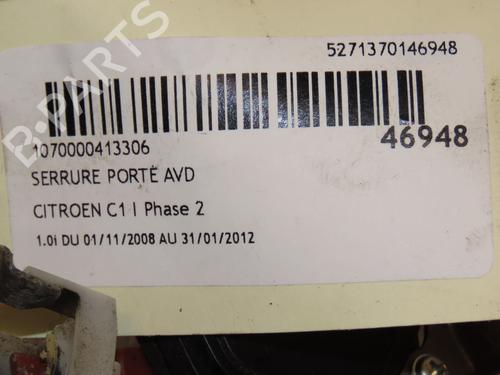 5271370146948
46948
1070000413306
SERRURE PORTE AVD
CITROEN C1 I Phase 2
1.0i DU 01/11/2008 AU 31/01/2012
B-PARTS